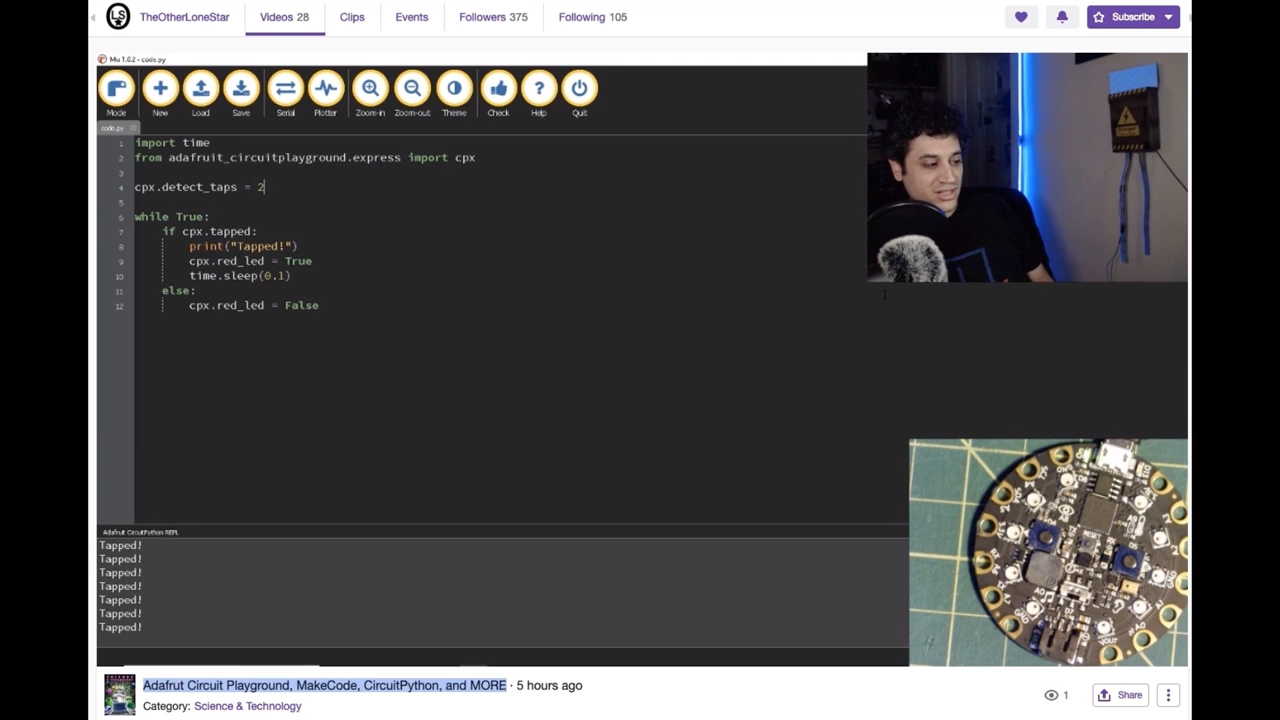 TheOtherLoneStar Videos 28 Clips Events Followers 375 Following 105 Subscribe
Mu 1.0.2 - code.py
Mode New Load Save Serial Plotter Zoom-in Zoom-out Theme Check Help Quit
code.py
1 import time
2 from adafruit_circuitplayground.express import cpx
3
4 cpx.detect_taps = 2
5
6 while True:
7 if cpx.tapped:
8 print("Tapped!")
9 cpx.red_led = True
10 time.sleep(0.1)
11 else:
12 cpx.red_led = False
Adafruit CircuitPython REPL
Tapped!
Tapped!
Tapped!
Tapped!
Tapped!
Tapped!
Tapped!
Adafrut Circuit Playground, MakeCode, CircuitPython, and MORE · 5 hours ago
Category: Science & Technology
1 Share